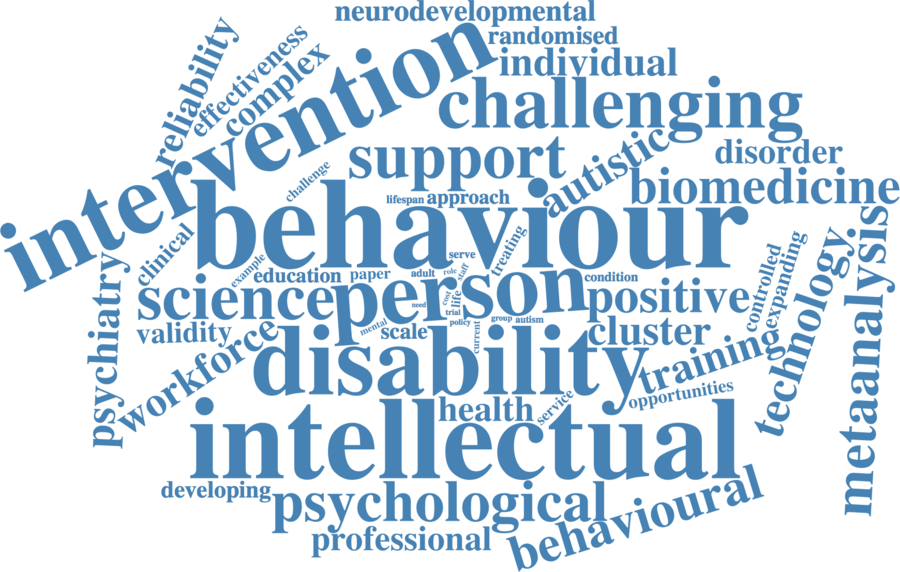 neurodevelopmental
randomised
reliability
effectiveness
complex
intervention
individual
challenging
support
autistic
disorder
biomedicine
challenge
lifespan
approach
behaviour
clinical
treating
serve
example
education
paper
adult
role
staff
condition
science
person
positive
controlled
expanding
technology
metaanalysis
psychiatry
need
cost
life
trial
policy
group
autism
validity
mental
scale
current
cluster
workforce
disability
training
opportunities
health
service
intellectual
developing
psychological
behavioural
professional